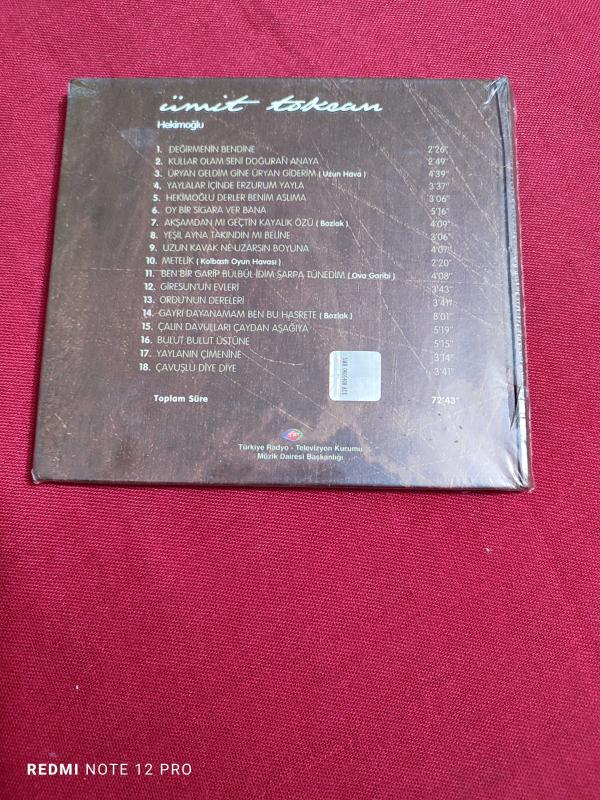 ümit tokcan
Hekimoğlu
1. DEĞİRMENİN BENDİNE 2'26"
2. KULLAR OLAM SENİ DOĞURAN ANAYA 2'49"
3. ÜRYAN GELDİM GİNE ÜRYAN GİDERİM ( Uzun Hava ) 4'39"
4. YAYLALAR İÇİNDE ERZURUM YAYLA 3'37"
5. HEKİMOĞLU DERLER BENİM ASLIMA 3'06"
6. OY BİR SİGARA VER BANA 5'16"
7. AKŞAMDAN MI GEÇTİN KAYALIK ÖZÜ ( Bozlak ) 4'09"
8. YEŞİL AYNA TAKINDIN MI BELİNE 3'06"
9. UZUN KAVAK NE UZARSIN BOYUNA 4'07"
10. METELİK ( Kolbastı Oyun Havası ) 2'20"
11. BEN BİR GARİP BÜLBÜL İDİM SARPA TÜNEDİM ( Ova Garibi ) 4'08"
12. GİRESUN'UN EVLERİ 3'43"
13. ORDU'NUN DERELERİ 3'41"
14. GAYRI DAYANAMAM BEN BU HASRETE ( Bozlak ) 8'01"
15. ÇALIN DAVULLARI ÇAYDAN AŞAĞIYA 5'19"
16. BULUT BULUT ÜSTÜNE 5'15"
17. YAYLANIN ÇİMENİNE 3'14"
18. ÇAVUŞLU DİYE DİYE 3'41"
Toplam Süre 72'43"
TRT
Türkiye Radyo - Televizyon Kurumu
Müzik Dairesi Başkanlığı
REDMI NOTE 12 PRO